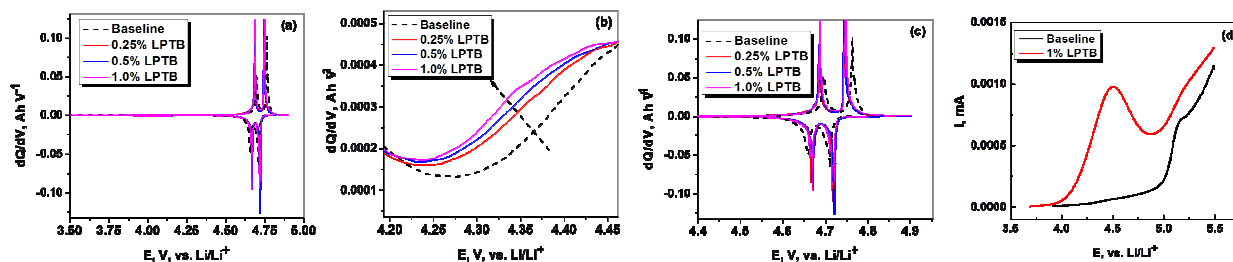 (a)
Baseline
0.25% LPTB
0.5% LPTB
1.0% LPTB
dQ/dV, Ah V⁻¹
0.10
0.05
0.00
-0.05
-0.10
3.50 3.75 4.00 4.25 4.50 4.75 5.00
E, V, vs. Li/Li⁺
(b)
Baseline
0.25% LPTB
0.5% LPTB
1.0% LPTB
dQ/dV, Ah V
0.0005
0.0004
0.0003
0.0002
0.0001
4.20 4.25 4.30 4.35 4.40 4.45
E, V, vs. Li/Li⁺
(c)
Baseline
0.25% LPTB
0.5% LPTB
1.0% LPTB
dQ/dV, Ah V
0.10
0.05
0.00
-0.05
-0.10
4.4 4.5 4.6 4.7 4.8 4.9
E, V, vs. Li/Li⁺
(d
Baseline
1% LPTB
I, mA
0.0015
0.0010
0.0005
0.0000
3.5 4.0 4.5 5.0 5.5 6.0
E, V, vs. Li/Li⁺